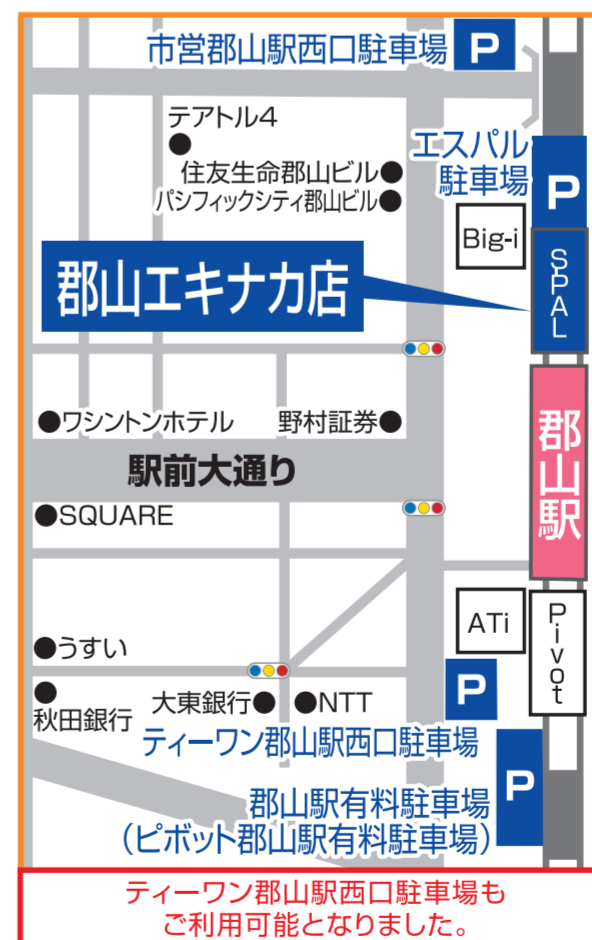 市営郡山駅西口駐車場 P
テアトル4
エスパル
駐車場
P
住友生命郡山ビル
パシフィックシティ郡山ビル
Big-i
SPAL
郡山エキナカ店
ワシントンホテル
野村証券
郡山駅
駅前大通り
SQUARE
ATi
Pivot
うすい
秋田銀行
大東銀行
NTT
P
ティーワン郡山駅西口駐車場
P
郡山駅有料駐車場
(ピボット郡山駅有料駐車場)
ティーワン郡山駅西口駐車場も
ご利用可能となりました。